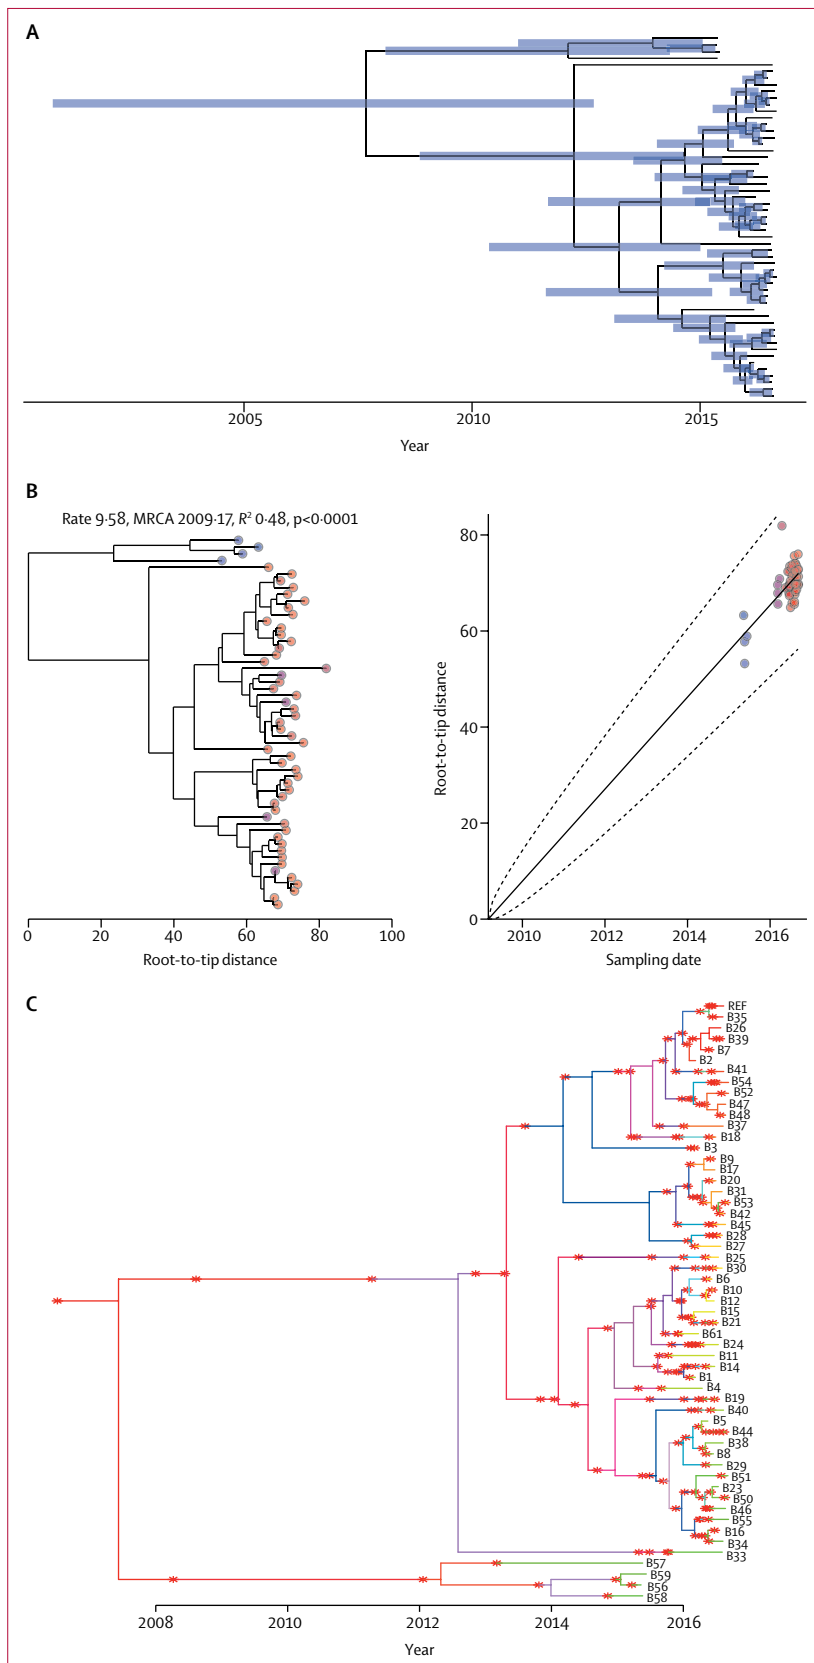 A
2005 2010 2015
Year
B
Rate 9·58, MRCA 2009·17, R² 0·48, p<0·0001
0 20 40 60 80 100
Root-to-tip distance
80
60
40
20
0
Root-to-tip distance
2010 2012 2014 2016
Sampling date
C
REF
B35
B26
B39
B7
B2
B41
B54
B52
B47
B48
B37
B18
B3
B9
B17
B20
B31
B53
B42
B45
B28
B27
B25
B30
B6
B10
B12
B15
B21
B61
B24
B11
B14
B1
B4
B19
B40
B5
B44
B38
B8
B29
B51
B23
B50
B46
B55
B16
B34
B33
B57
B59
B56
B58
2008 2010 2012 2014 2016
Year